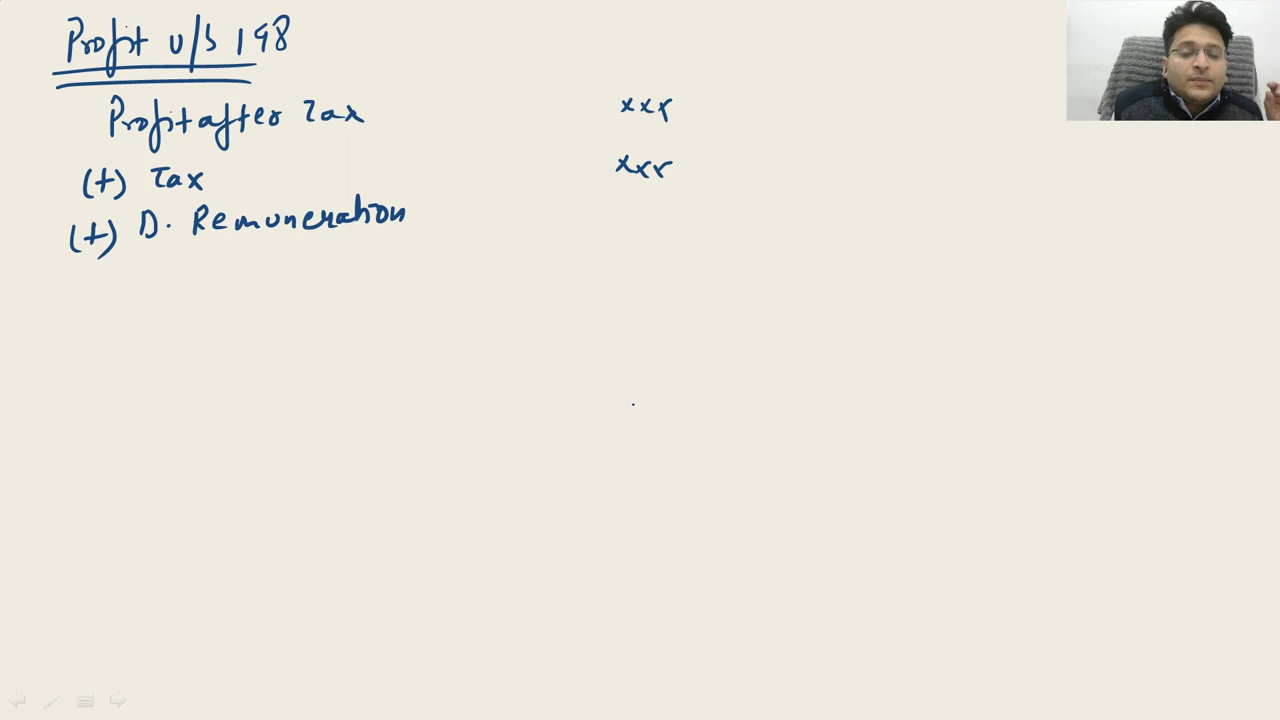 Profit u/s 198
Profit after Tax xxx
(+) Tax xxx
(+) D. Remuneration